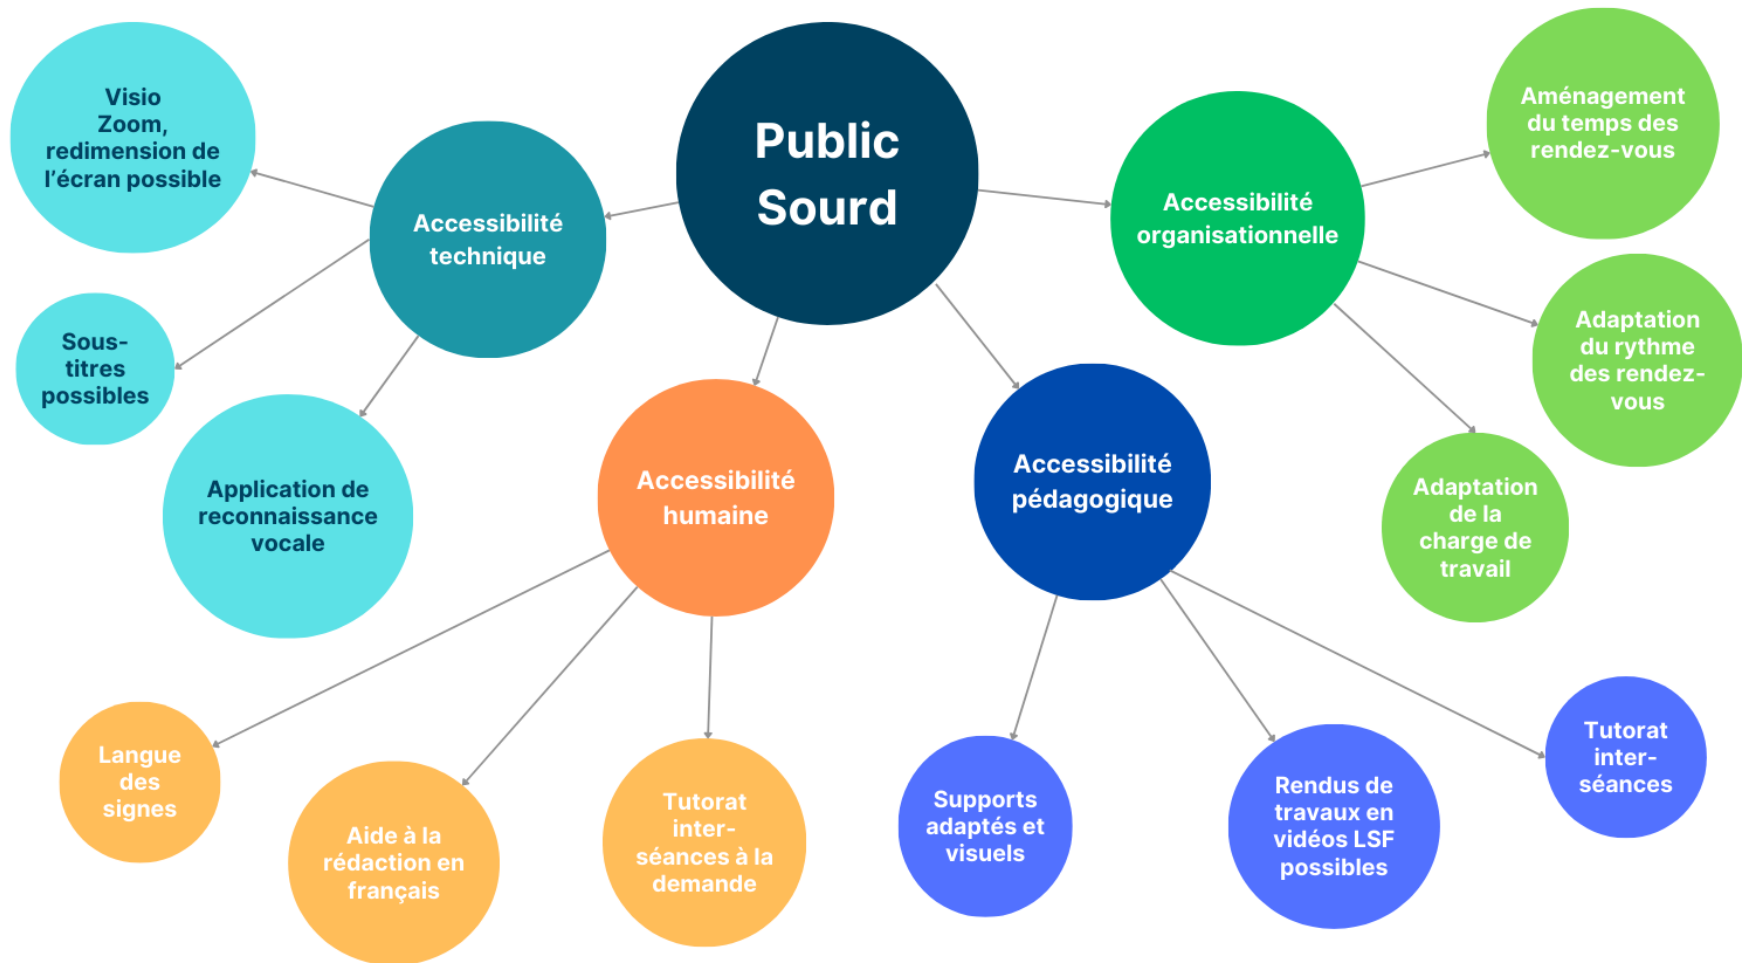 Public
Sourd
Accessibilité
technique
Visio
Zoom,
redimension de
l’écran possible
Sous-
titres
possibles
Application de
reconnaissance
vocale
Accessibilité
humaine
Langue
des
signes
Aide à la
rédaction en
français
Tutorat
inter-
séances à la
demande
Accessibilité
pédagogique
Supports
adaptés et
visuels
Rendus de
travaux en
vidéos LSF
possibles
Tutorat
inter-
séances
Accessibilité
organisationnelle
Aménagement
du temps des
rendez-vous
Adaptation
du rythme
des rendez-
vous
Adaptation
de la
charge de
travail